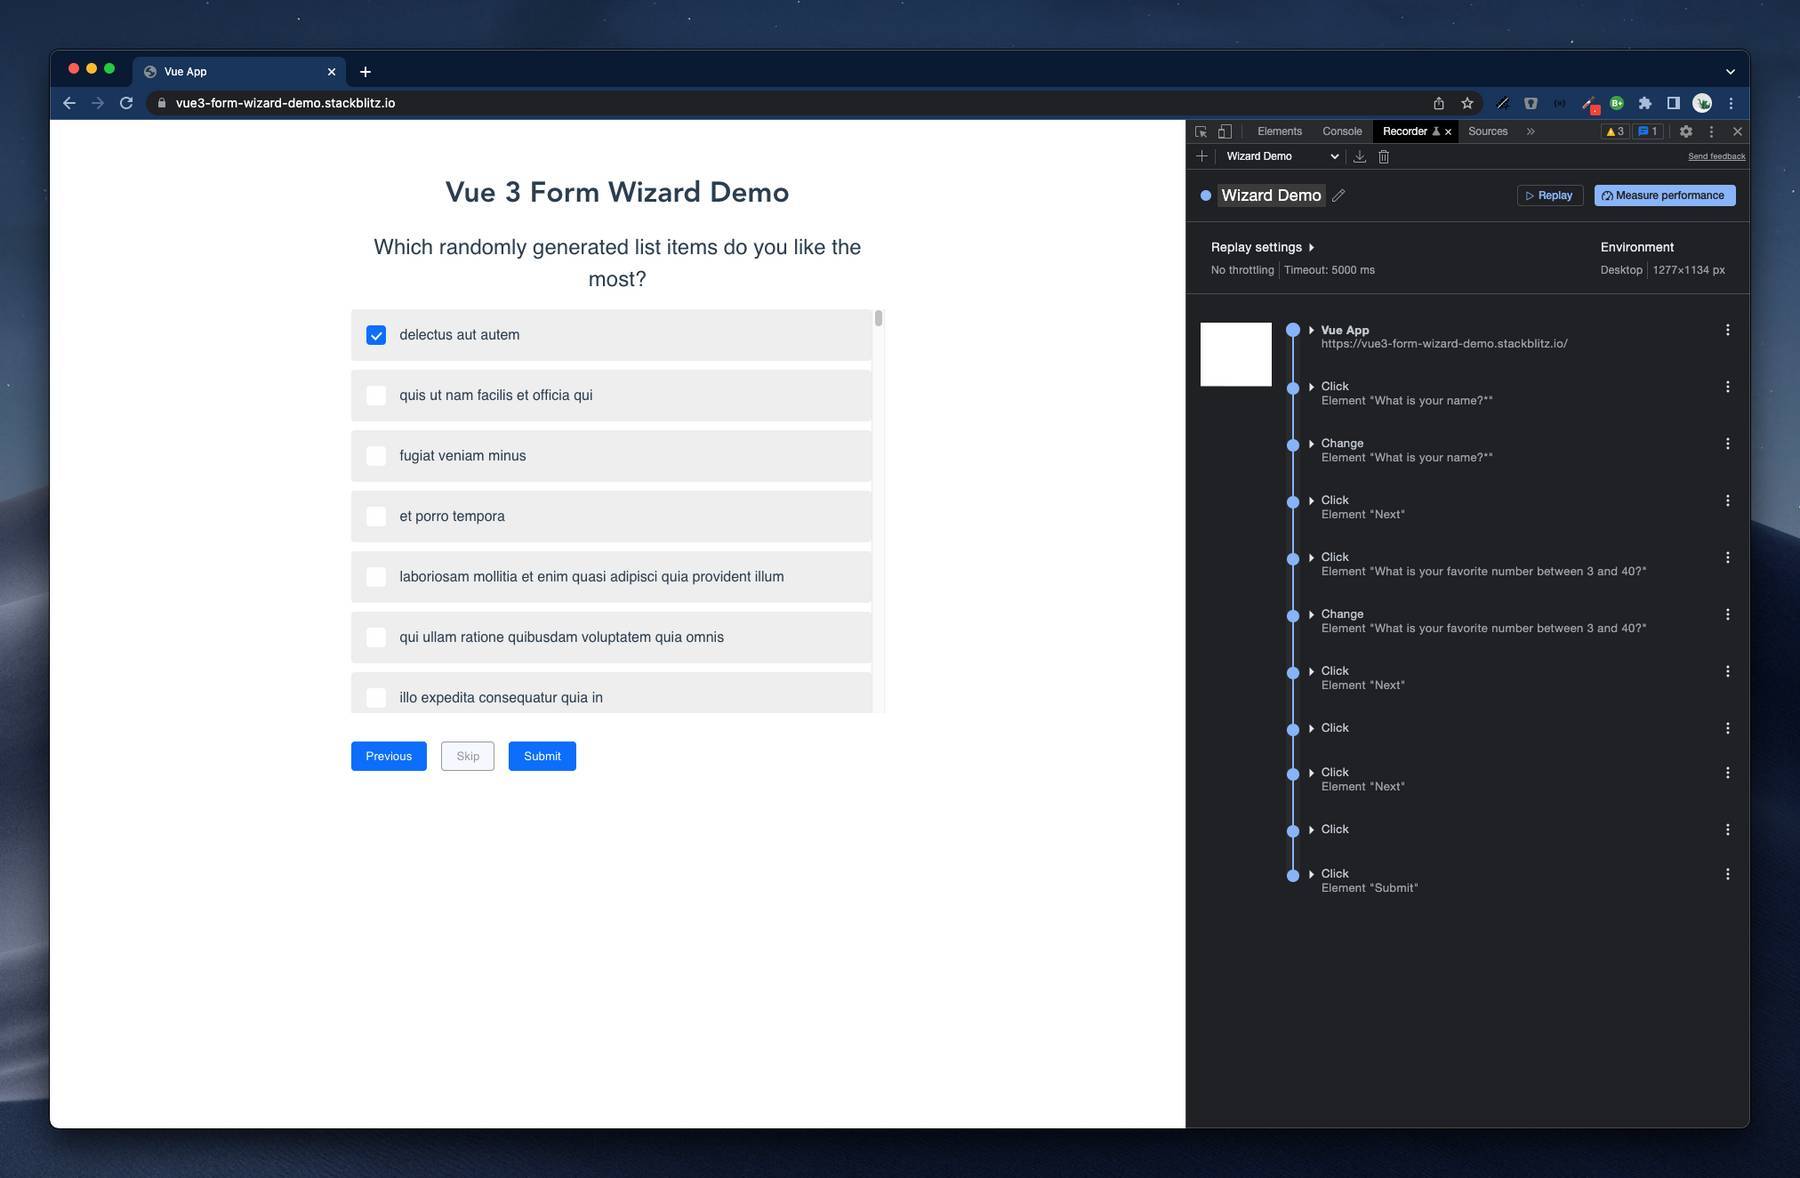 Vue App
vue3-form-wizard-demo.stackblitz.io
B+
Elements Console Recorder Sources
3 1
Wizard Demo
Send feedback
Wizard Demo
Replay
Measure performance
Replay settings
No throttling Timeout: 5000 ms
Environment
Desktop 1277×1134 px
Vue 3 Form Wizard Demo
Which randomly generated list items do you like the
most?
delectus aut autem
quis ut nam facilis et officia qui
fugiat veniam minus
et porro tempora
laboriosam mollitia et enim quasi adipisci quia provident illum
qui ullam ratione quibusdam voluptatem quia omnis
illo expedita consequatur quia in
Previous
Skip
Submit
Vue App
https://vue3-form-wizard-demo.stackblitz.io/
Click
Element "What is your name?*"
Change
Element "What is your name?*"
Click
Element "Next"
Click
Element "What is your favorite number between 3 and 40?"
Change
Element "What is your favorite number between 3 and 40?"
Click
Element "Next"
Click
Click
Element "Next"
Click
Click
Element "Submit"